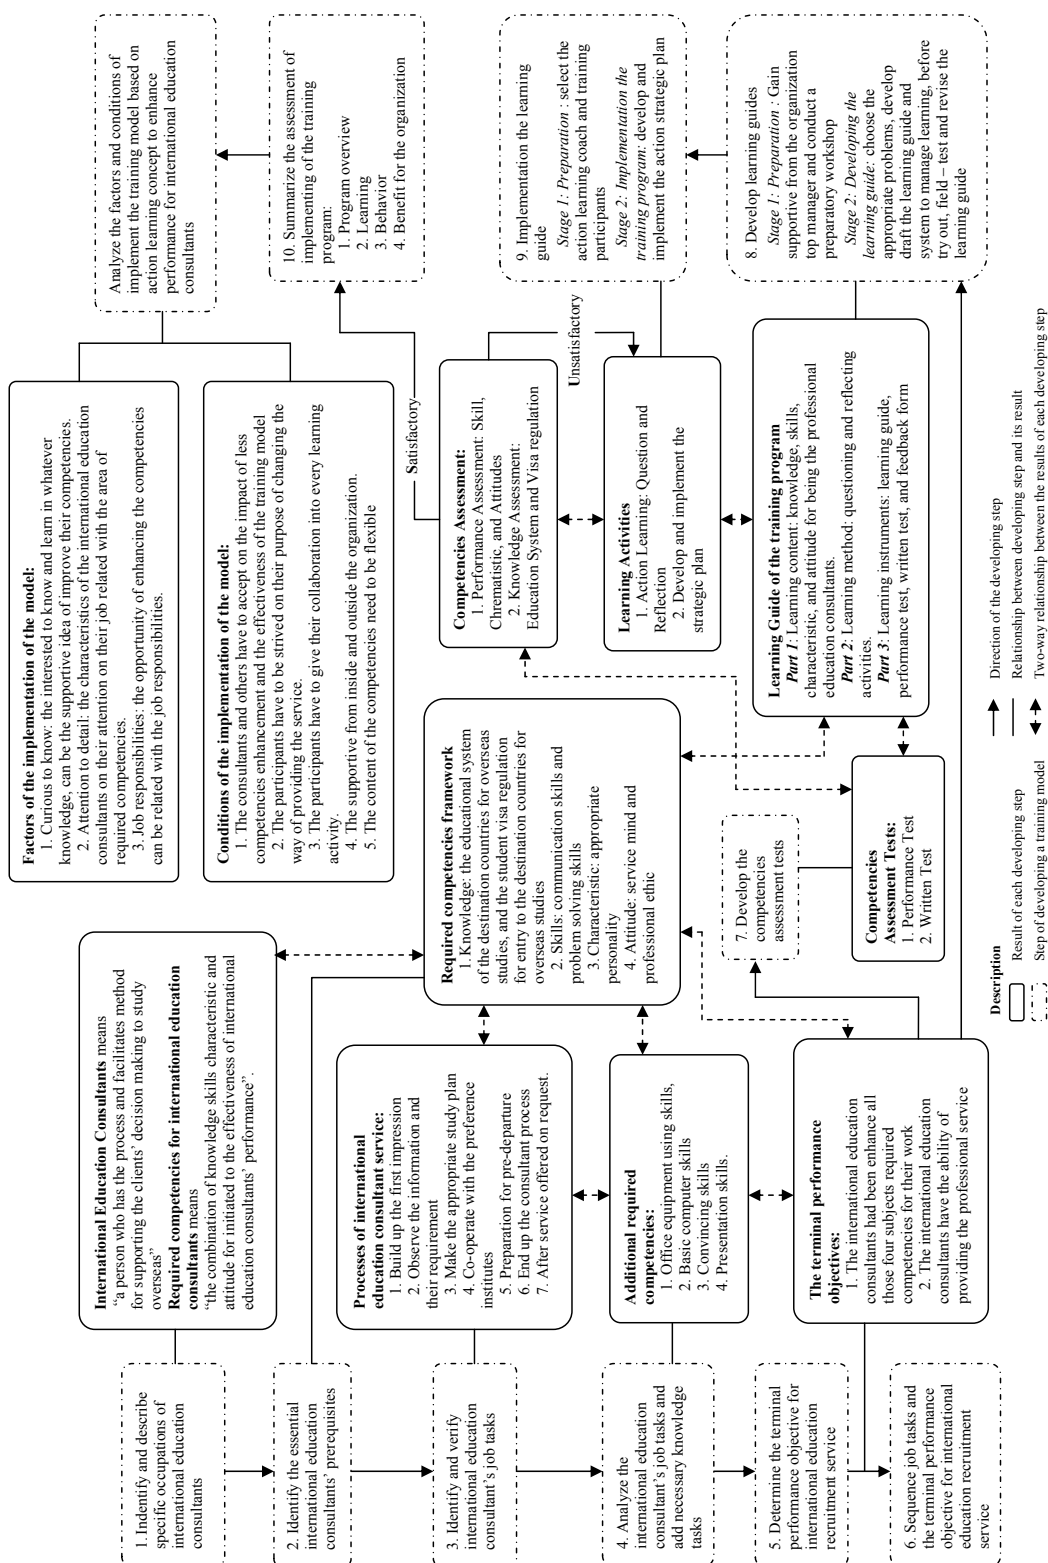 1. Indentify and describe
specific occupations of
international education
consultants
2. Identify the essential
international education
consultants' prerequisites
3. Identify and verify
international education
consultant's job tasks
4. Analyze the
international education
consultant's job tasks and
add necessary knowledge
tasks
5. Determine the terminal
performance objective for
international education
recruitment service
6. Sequence job tasks and
the terminal performance
objective for international
education recruitment
service
International Education Consultants means
“a person who has the process and facilitates method
for supporting the clients' decision making to study
overseas”
Required competencies for international education
consultants means
“the combination of knowledge skills characteristic and
attitude for initiated to the effectiveness of international
education consultants' performance”.
Processes of international
education consultant service:
1. Build up the first impression
2. Observe the information and
their requirement
3. Make the appropriate study plan
4. Co-operate with the preference
institutes
5. Preparation for pre-departure
6. End up the consultant process
7. After service offered on request.
Additional required
competencies:
1. Office equipment using skills,
2. Basic computer skills
3. Convincing skills
4. Presentation skills.
The terminal performance
objectives:
1. The international education
consultants had been enhance all
those four subjects required
competencies for their work
2. The international education
consultants have the ability of
providing the professional service
Required competencies framework
1. Knowledge: the educational system
of the destination countries for overseas
studies, and the student visa regulation
for entry to the destination countries for
overseas studies
2. Skills: communication skills and
problem solving skills
3. Characteristic: appropriate
personality
4. Attitude: service mind and
professional ethic
7. Develop the
competencies
assessment tests
Competencies
Assessment Tests:
1. Performance Test
2. Written Test
Factors of the implementation of the model:
1. Curious to know: the interested to know and learn in whatever
knowledge, can be the supportive idea of improve their competencies.
2. Attention to detail: the characteristics of the international education
consultants on their attention on their job related with the area of
required competencies.
3. Job responsibilities: the opportunity of enhancing the competencies
can be related with the job responsibilities.
Conditions of the implementation of the model:
1. The consultants and others have to accept on the impact of less
competencies enhancement and the effectiveness of the training model
2. The participants have to be strived on their purpose of changing the
way of providing the service.
3. The participants have to give their collaboration into every learning
activity.
4. The supportive from inside and outside the organization.
5. The content of the competencies need to be flexible
Satisfactory
Competencies Assessment:
1. Performance Assessment: Skill,
Chrematistic, and Attitudes
2. Knowledge Assessment:
Education System and Visa regulation
Unsatisfactory
Learning Activities
1. Action Learning: Question and
Reflection
2. Develop and implement the
strategic plan
Learning Guide of the training program
Part 1: Learning content: knowledge, skills,
characteristic, and attitude for being the professional
education consultants.
Part 2: Learning method: questioning and reflecting
activities.
Part 3: Learning instruments: learning guide,
performance test, written test, and feedback form
Analyze the factors and conditions of
implement the training model based on
action learning concept to enhance
performance for international education
consultants
10. Summarize the assessment of
implementing of the training
program:
1. Program overview
2. Learning
3. Behavior
4. Benefit for the organization
9. Implementation the learning
guide
Stage 1: Preparation : select the
action learning coach and training
participants
Stage 2: Implementation the
training program: develop and
implement the action strategic plan
8. Develop learning guides
Stage 1: Preparation : Gain
supportive from the organization
top manager and conduct a
preparatory workshop
Stage 2: Developing the
learning guide: choose the
appropriate problems, develop
draft the learning guide and
system to manage learning, before
try out, field – test and revise the
learning guide
Description
Result of each developing step
Step of developing a training model
Direction of the developing step
Relationship between developing step and its result
Two-way relationship between the results of each developing step